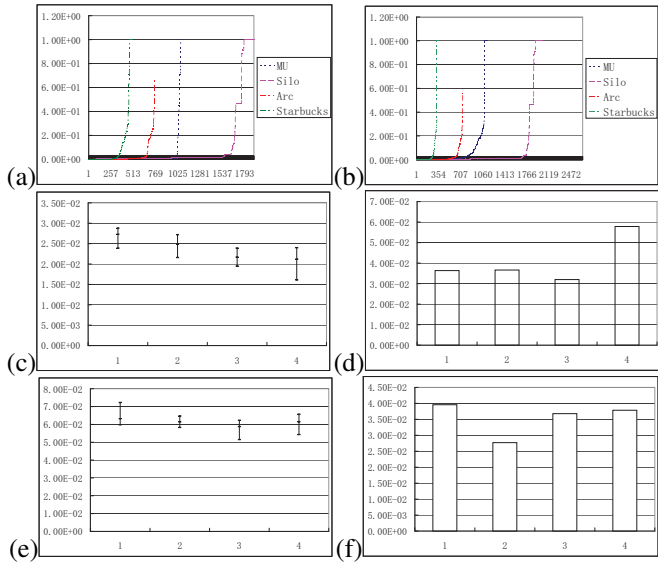 1.20E+00
1.00E+00
8.00E-01
6.00E-01
4.00E-01
2.00E-01
0.00E+00
1 257 513 769 1025 1281 1537 1793
MU
Silo
Arc
Starbucks
(a)
1.20E+00
1.00E+00
8.00E-01
6.00E-01
4.00E-01
2.00E-01
0.00E+00
1 354 707 1060 1413 1766 2119 2472
MU
Silo
Arc
Starbucks
(b)
3.50E-02
3.00E-02
2.50E-02
2.00E-02
1.50E-02
1.00E-02
5.00E-03
0.00E+00
1 2 3 4
(c)
7.00E-02
6.00E-02
5.00E-02
4.00E-02
3.00E-02
2.00E-02
1.00E-02
0.00E+00
1 2 3 4
(d)
8.00E-02
7.00E-02
6.00E-02
5.00E-02
4.00E-02
3.00E-02
2.00E-02
1.00E-02
0.00E+00
1 2 3 4
(e)
4.50E-02
4.00E-02
3.50E-02
3.00E-02
2.50E-02
2.00E-02
1.50E-02
1.00E-02
5.00E-03
0.00E+00
1 2 3 4
(f)